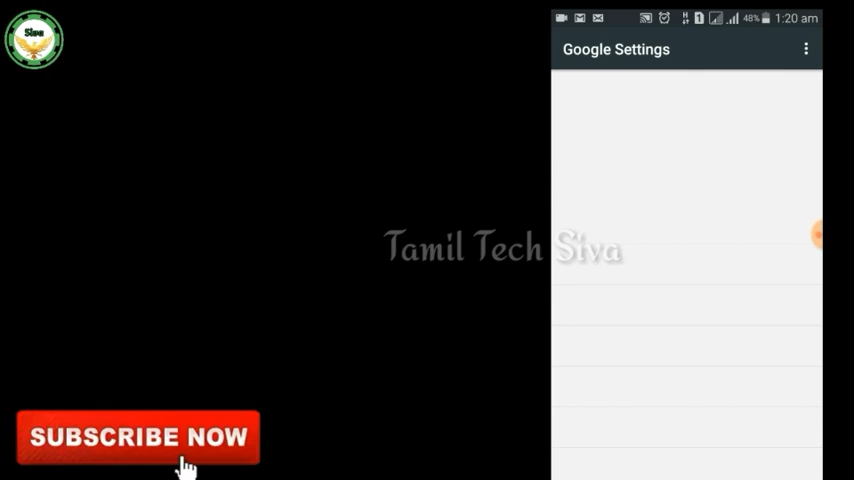 Siva
48% 1:20 am
Google Settings
Tamil Tech Siva
SUBSCRIBE NOW